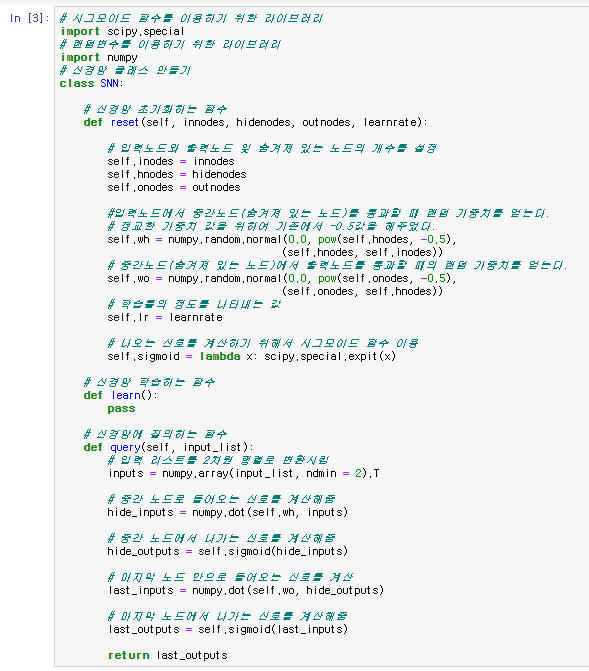 In [3]: # 시그모이드 함수를 이용하기 위한 라이브러리
import scipy.special
# 랜덤변수를 이용하기 위한 라이브러리
import numpy
# 신경망 클래스 만들기
class SNN:
# 신경망 초기화하는 함수
def reset(self, innodes, hidenodes, outnodes, learnrate):
# 입력노드와 출력노드 및 숨겨져 있는 노드의 개수를 설정
self.inodes = innodes
self.hnodes = hidenodes
self.onodes = outnodes
#입력노드에서 중간노드(숨겨져 있는 노드)를 통과할 때 랜덤 가중치를 얻는다.
# 정교한 가중치 값을 위하여 기존에서 -0.5값을 해주었다.
self.wh = numpy.random.normal(0.0, pow(self.hnodes, -0.5),
(self.hnodes, self.inodes))
# 중간노드(숨겨져 있는 노드)에서 출력노드를 통과할 때의 랜덤 가중치를 얻는다.
self.wo = numpy.random.normal(0.0, pow(self.onodes, -0.5),
(self.onodes, self.hnodes))
# 학습률의 정도를 나타내는 값
self.lr = learnrate
# 나오는 신호를 계산하기 위해서 시그모이드 함수 이용
self.sigmoid = lambda x: scipy.special.expit(x)
# 신경망 학습하는 함수
def learn():
pass
# 신경망에 질의하는 함수
def query(self, input_list):
# 입력 리스트를 2차원 행렬로 변환시킴
inputs = numpy.array(input_list, ndmin = 2).T
# 중간 노드로 들어오는 신호를 계산해줌
hide_inputs = numpy.dot(self.wh, inputs)
# 중간 노드에서 나가는 신호를 계산해줌
hide_outputs = self.sigmoid(hide_inputs)
# 마지막 노드 안으로 들어오는 신호를 계산
last_inputs = numpy.dot(self.wo, hide_outputs)
# 마지막 노드에서 나가는 신호를 계산해줌
last_outputs = self.sigmoid(last_inputs)
return last_outputs